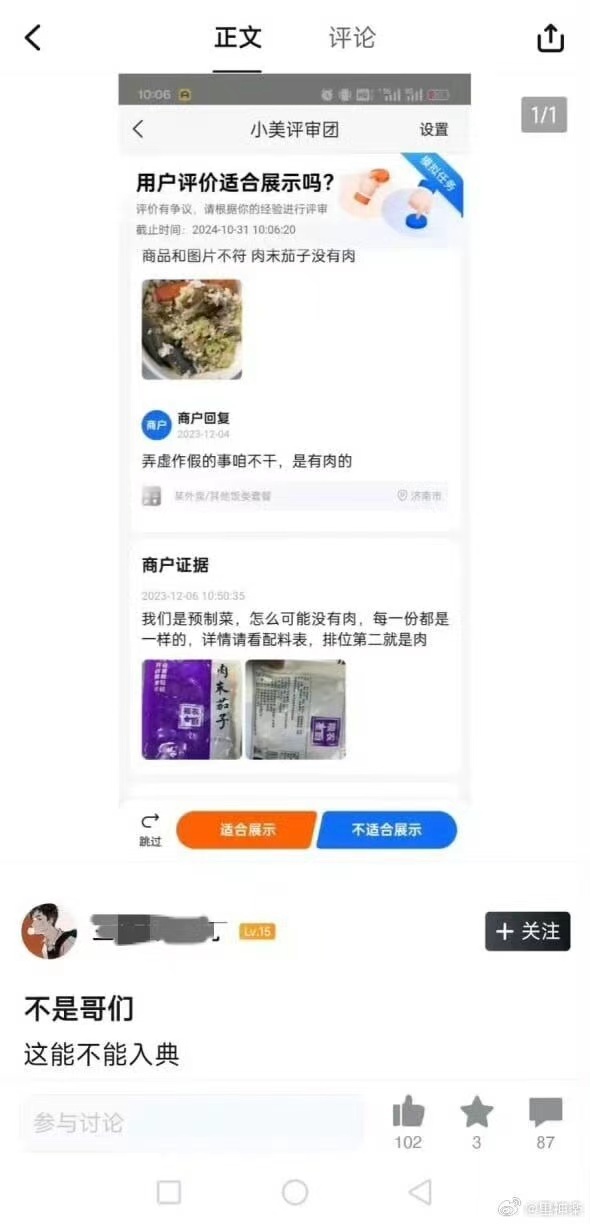 正文 评论
1/1
10:06
小美评审团 设置
用户评价适合展示吗?
模拟任务
评价有争议，请根据你的经验进行评审
截止时间：2024-10-31 10:06:20
商品和图片不符 肉末茄子没有肉
商户
商户回复
2023-12-04
弄虚作假的事咱不干，是有肉的
某外卖/其他饭类套餐 济南市
商户证据
2023-12-06 10:50:35
我们是预制菜，怎么可能没有肉，每一份都是
一样的，详情请看配料表，排位第二就是肉
肉末茄子
跳过 适合展示 不适合展示
Lv.15 + 关注
不是哥们
这能不能入典
参与讨论
102 3 87